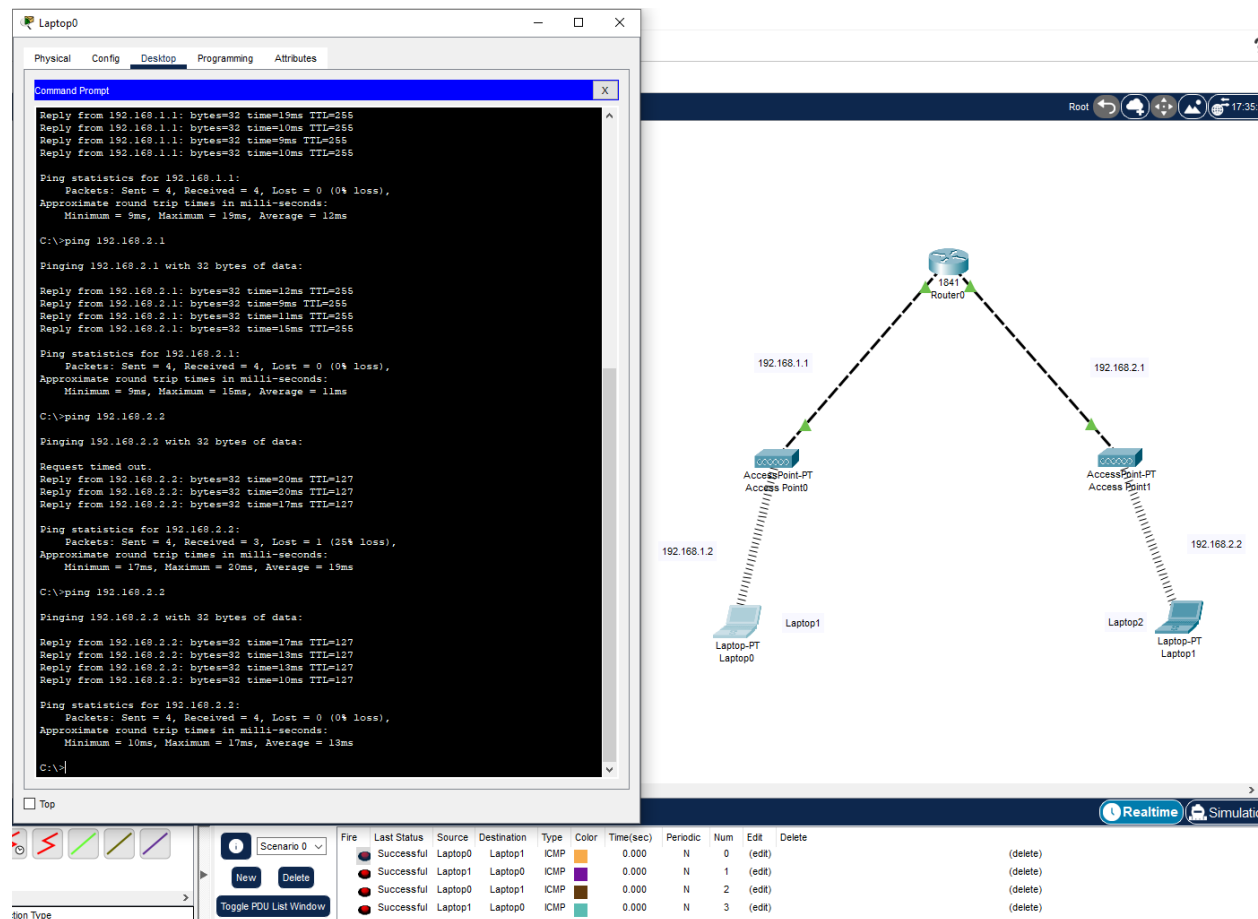 Laptop0
Physical Config Desktop Programming Attributes
Command Prompt X
Reply from 192.168.1.1: bytes=32 time=19ms TTL=255
Reply from 192.168.1.1: bytes=32 time=10ms TTL=255
Reply from 192.168.1.1: bytes=32 time=9ms TTL=255
Reply from 192.168.1.1: bytes=32 time=10ms TTL=255
Ping statistics for 192.168.1.1:
Packets: Sent = 4, Received = 4, Lost = 0 (0% loss),
Approximate round trip times in milli-seconds:
Minimum = 9ms, Maximum = 19ms, Average = 12ms
C:\>ping 192.168.2.1
Pinging 192.168.2.1 with 32 bytes of data:
Reply from 192.168.2.1: bytes=32 time=12ms TTL=255
Reply from 192.168.2.1: bytes=32 time=9ms TTL=255
Reply from 192.168.2.1: bytes=32 time=11ms TTL=255
Reply from 192.168.2.1: bytes=32 time=15ms TTL=255
Ping statistics for 192.168.2.1:
Packets: Sent = 4, Received = 4, Lost = 0 (0% loss),
Approximate round trip times in milli-seconds:
Minimum = 9ms, Maximum = 15ms, Average = 11ms
C:\>ping 192.168.2.2
Pinging 192.168.2.2 with 32 bytes of data:
Request timed out.
Reply from 192.168.2.2: bytes=32 time=20ms TTL=127
Reply from 192.168.2.2: bytes=32 time=20ms TTL=127
Reply from 192.168.2.2: bytes=32 time=17ms TTL=127
Ping statistics for 192.168.2.2:
Packets: Sent = 4, Received = 3, Lost = 1 (25% loss),
Approximate round trip times in milli-seconds:
Minimum = 17ms, Maximum = 20ms, Average = 19ms
C:\>ping 192.168.2.2
Pinging 192.168.2.2 with 32 bytes of data:
Reply from 192.168.2.2: bytes=32 time=17ms TTL=127
Reply from 192.168.2.2: bytes=32 time=13ms TTL=127
Reply from 192.168.2.2: bytes=32 time=13ms TTL=127
Reply from 192.168.2.2: bytes=32 time=10ms TTL=127
Ping statistics for 192.168.2.2:
Packets: Sent = 4, Received = 4, Lost = 0 (0% loss),
Approximate round trip times in milli-seconds:
Minimum = 10ms, Maximum = 17ms, Average = 13ms
C:\>
Top
Root 17:35:
1841
Router0
192.168.1.1
192.168.2.1
AccessPoint-PT
Access Point0
AccessPoint-PT
Access Point1
192.168.1.2
192.168.2.2
Laptop1
Laptop-PT
Laptop0
Laptop2
Laptop-PT
Laptop1
Realtime Simulatio
Scenario 0
New Delete
Toggle PDU List Window
Fire Last Status Source Destination Type Color Time(sec) Periodic Num Edit Delete
Successful Laptop0 Laptop1 ICMP 0.000 N 0 (edit) (delete)
Successful Laptop1 Laptop0 ICMP 0.000 N 1 (edit) (delete)
Successful Laptop0 Laptop1 ICMP 0.000 N 2 (edit) (delete)
Successful Laptop1 Laptop0 ICMP 0.000 N 3 (edit) (delete)
ction Type